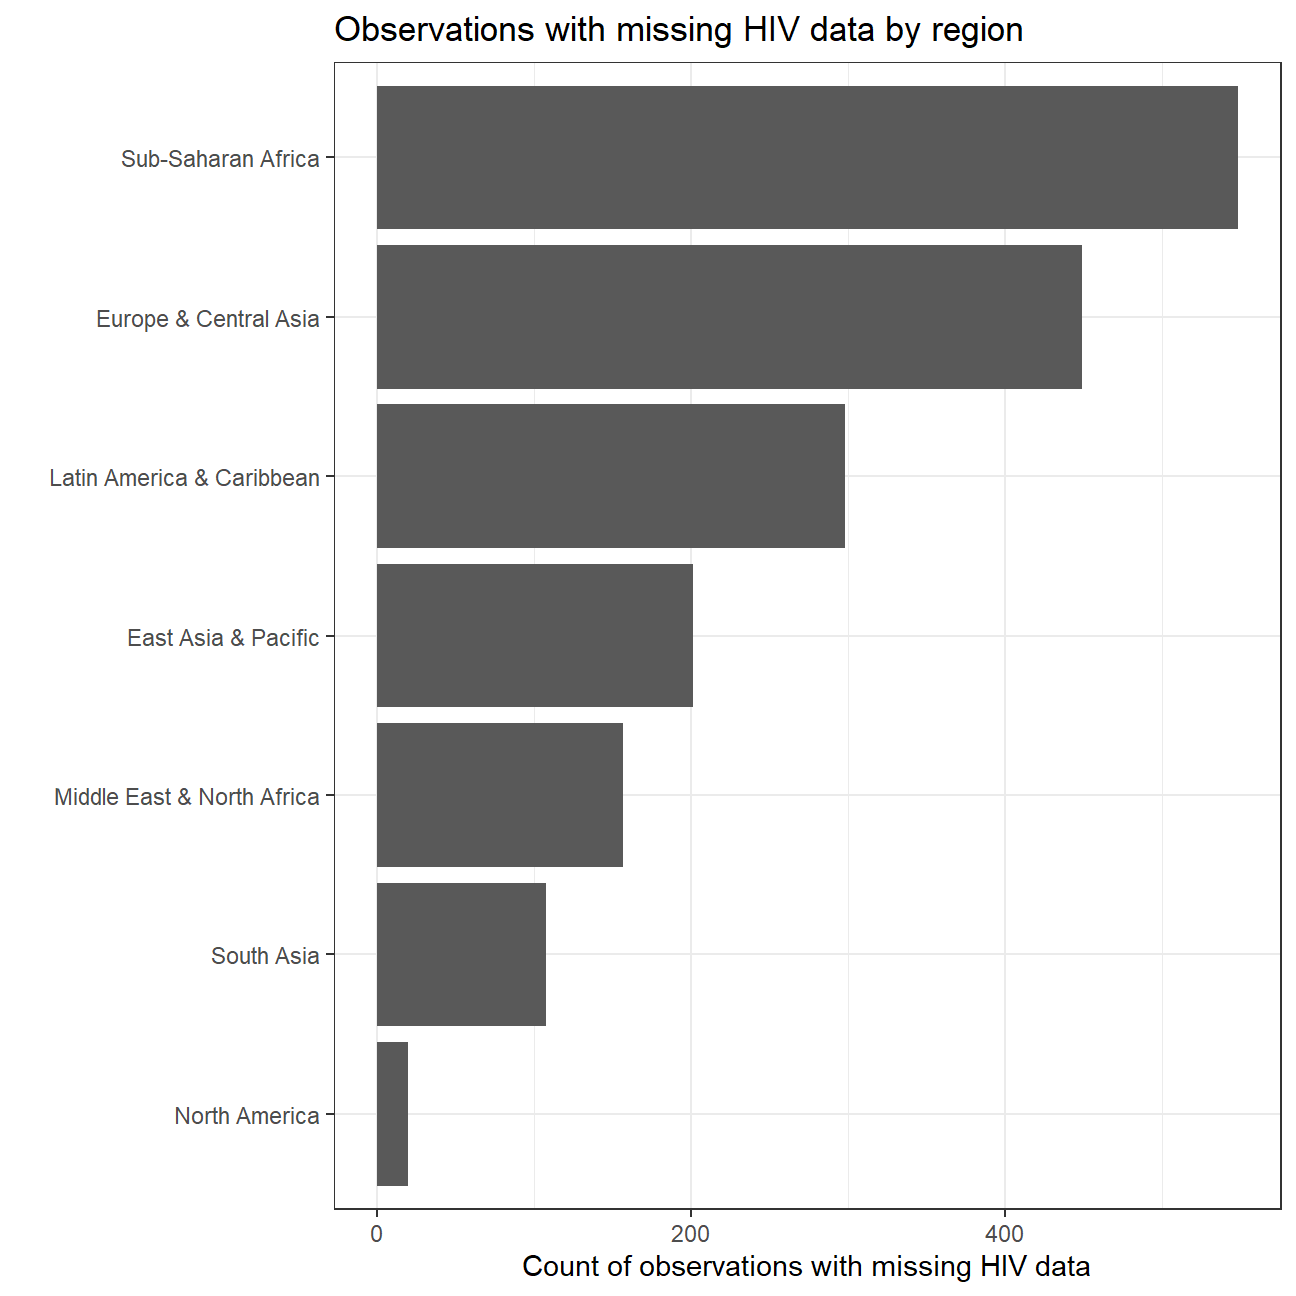 Observations with missing HIV data by region
Sub-Saharan Africa
Europe & Central Asia
Latin America & Caribbean
East Asia & Pacific
Middle East & North Africa
South Asia
North America
0 200 400
Count of observations with missing HIV data